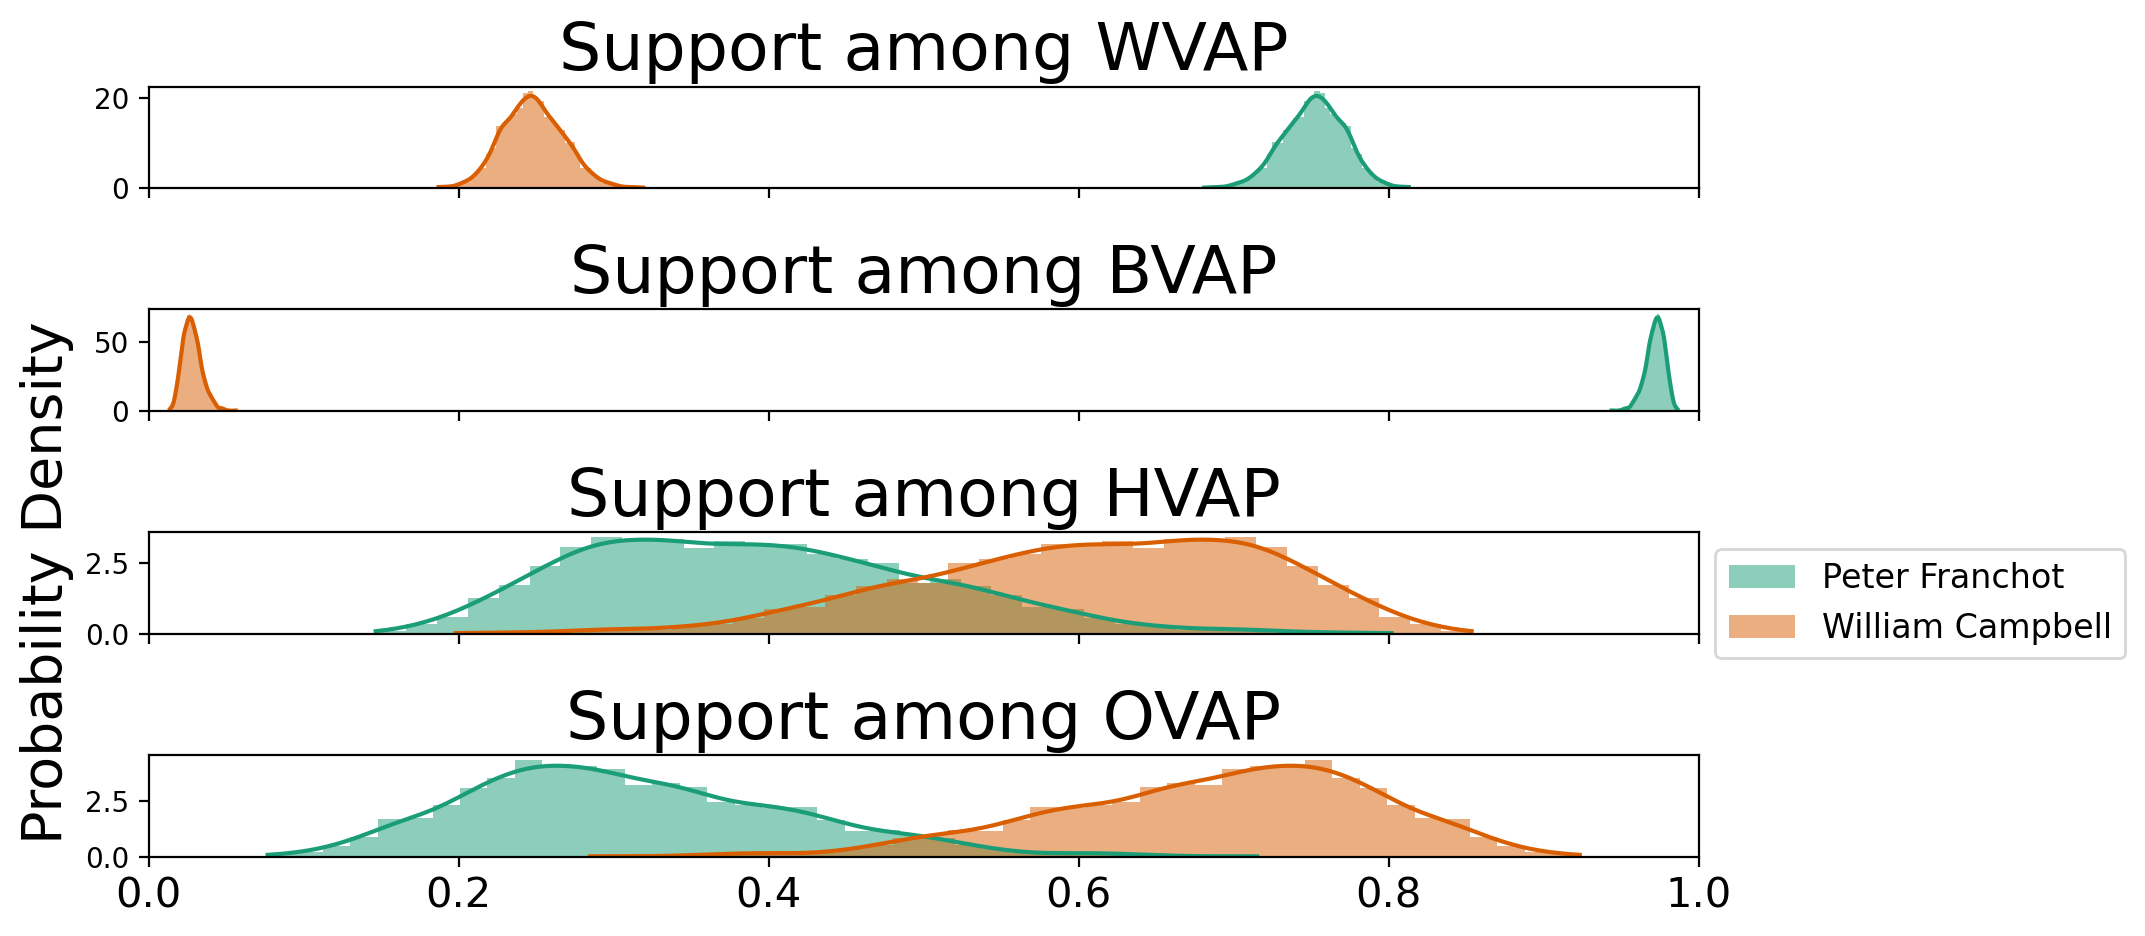 Support among WVAP
20
0
Support among BVAP
50
0
Support among HVAP
2.5
0.0
Support among OVAP
2.5
0.0
0.0 0.2 0.4 0.6 0.8 1.0
Probability Density
Peter Franchot
William Campbell